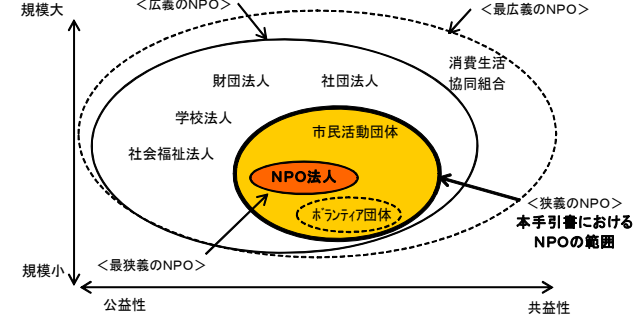 規模大
＜広義のNPO＞
＜最広義のNPO＞
消費生活
協同組合
財団法人
社団法人
学校法人
市民活動団体
社会福祉法人
NPO法人
ボランティア団体
＜狭義のNPO＞
本手引書における
NPOの範囲
＜最狭義のNPO＞
規模小
公益性
共益性